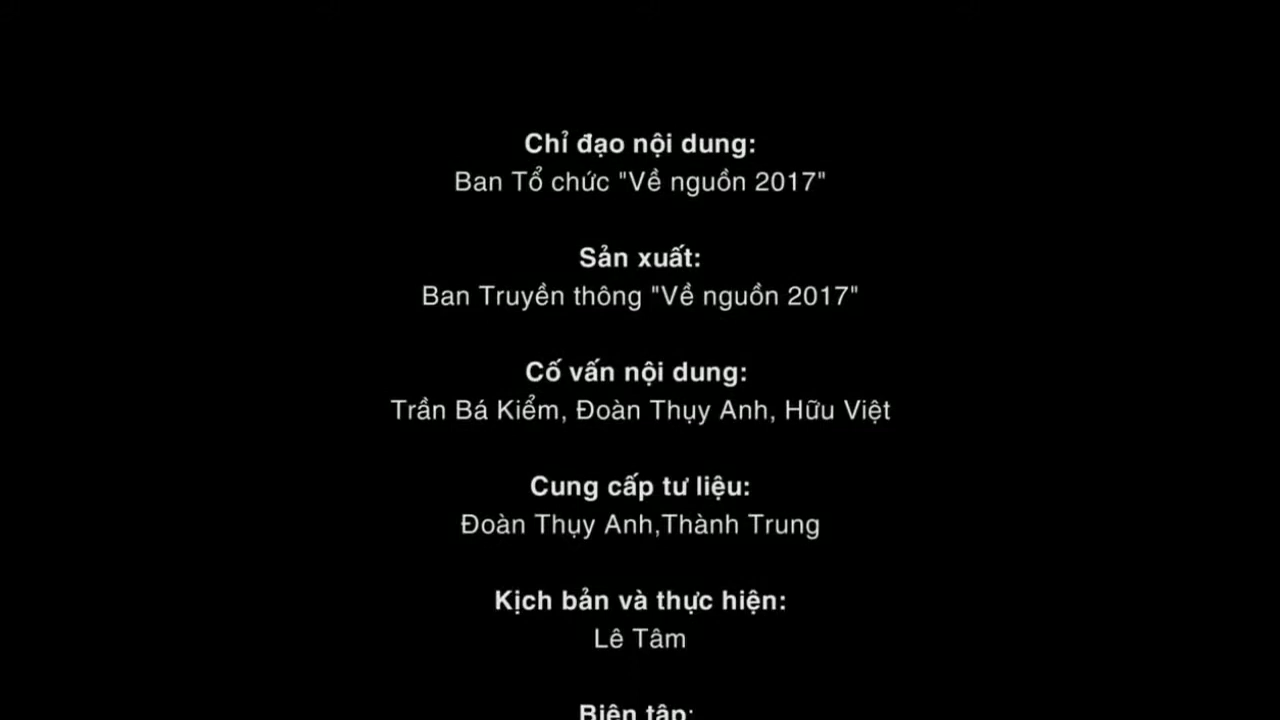 Chỉ đạo nội dung:
Ban Tổ chức "Về nguồn 2017"
Sản xuất:
Ban Truyền thông "Về nguồn 2017"
Cố vấn nội dung:
Trần Bá Kiểm, Đoàn Thụy Anh, Hữu Việt
Cung cấp tư liệu:
Đoàn Thụy Anh,Thành Trung
Kịch bản và thực hiện:
Lê Tâm
Biên tập: